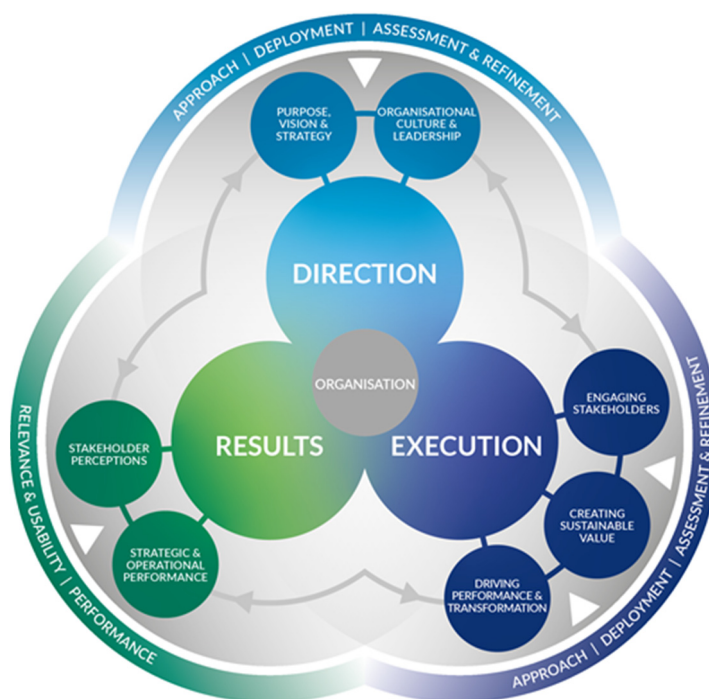 APPROACH | DEPLOYMENT | ASSESSMENT & REFINEMENT
PURPOSE,
VISION &
STRATEGY
ORGANISATIONAL
CULTURE &
LEADERSHIP
DIRECTION
ORGANISATION
RESULTS
EXECUTION
STAKEHOLDER
PERCEPTIONS
STRATEGIC &
OPERATIONAL
PERFORMANCE
ENGAGING
STAKEHOLDERS
CREATING
SUSTAINABLE
VALUE
DRIVING
PERFORMANCE &
TRANSFORMATION
RELEVANCE & USABILITY | PERFORMANCE
APPROACH | DEPLOYMENT | ASSESSMENT & REFINEMENT